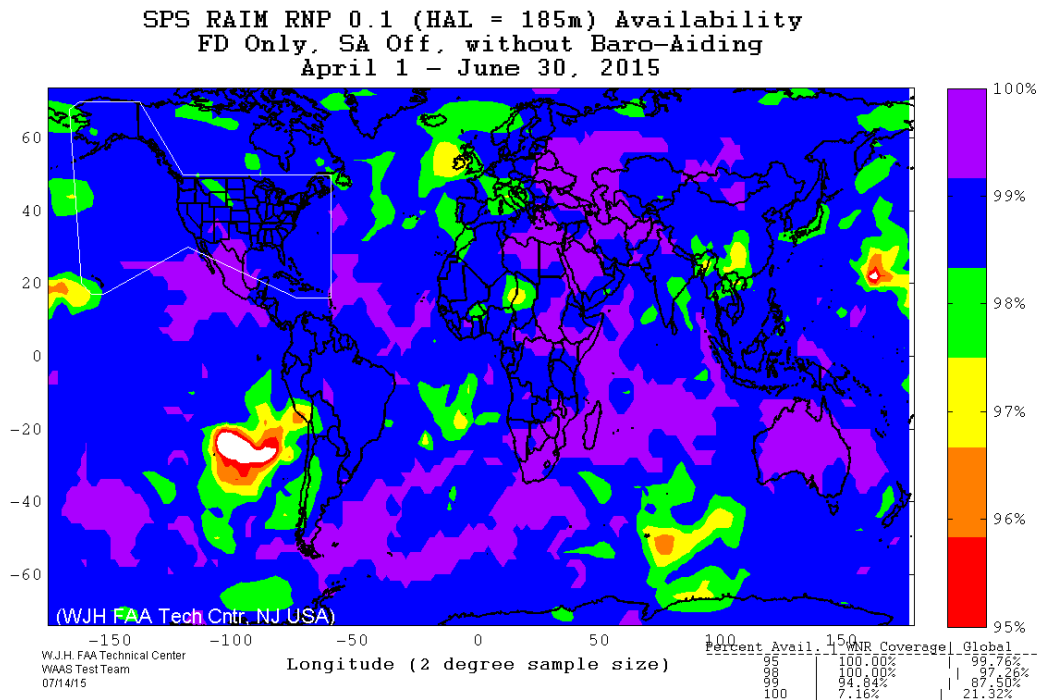 SPS RAIM RNP 0.1 (HAL = 185m) Availability
FD Only, SA Off, without Baro-Aiding
April 1 - June 30, 2015
100%
99%
98%
97%
96%
95%
60
40
20
0
-20
-40
-60
(WJH FAA Tech Cntr, NJ USA)
-150 -100 -50 0 50 100 150
Longitude (2 degree sample size)
W.J.H. FAA Technical Center
WAAS Test Team
07/14/15
Percent Avail. | WNR Coverage| Global
95 | 100.00% | 99.76%
98 | 100.00% | 97.26%
99 | 94.84% | 87.50%
100 | 7.16% | 21.32%